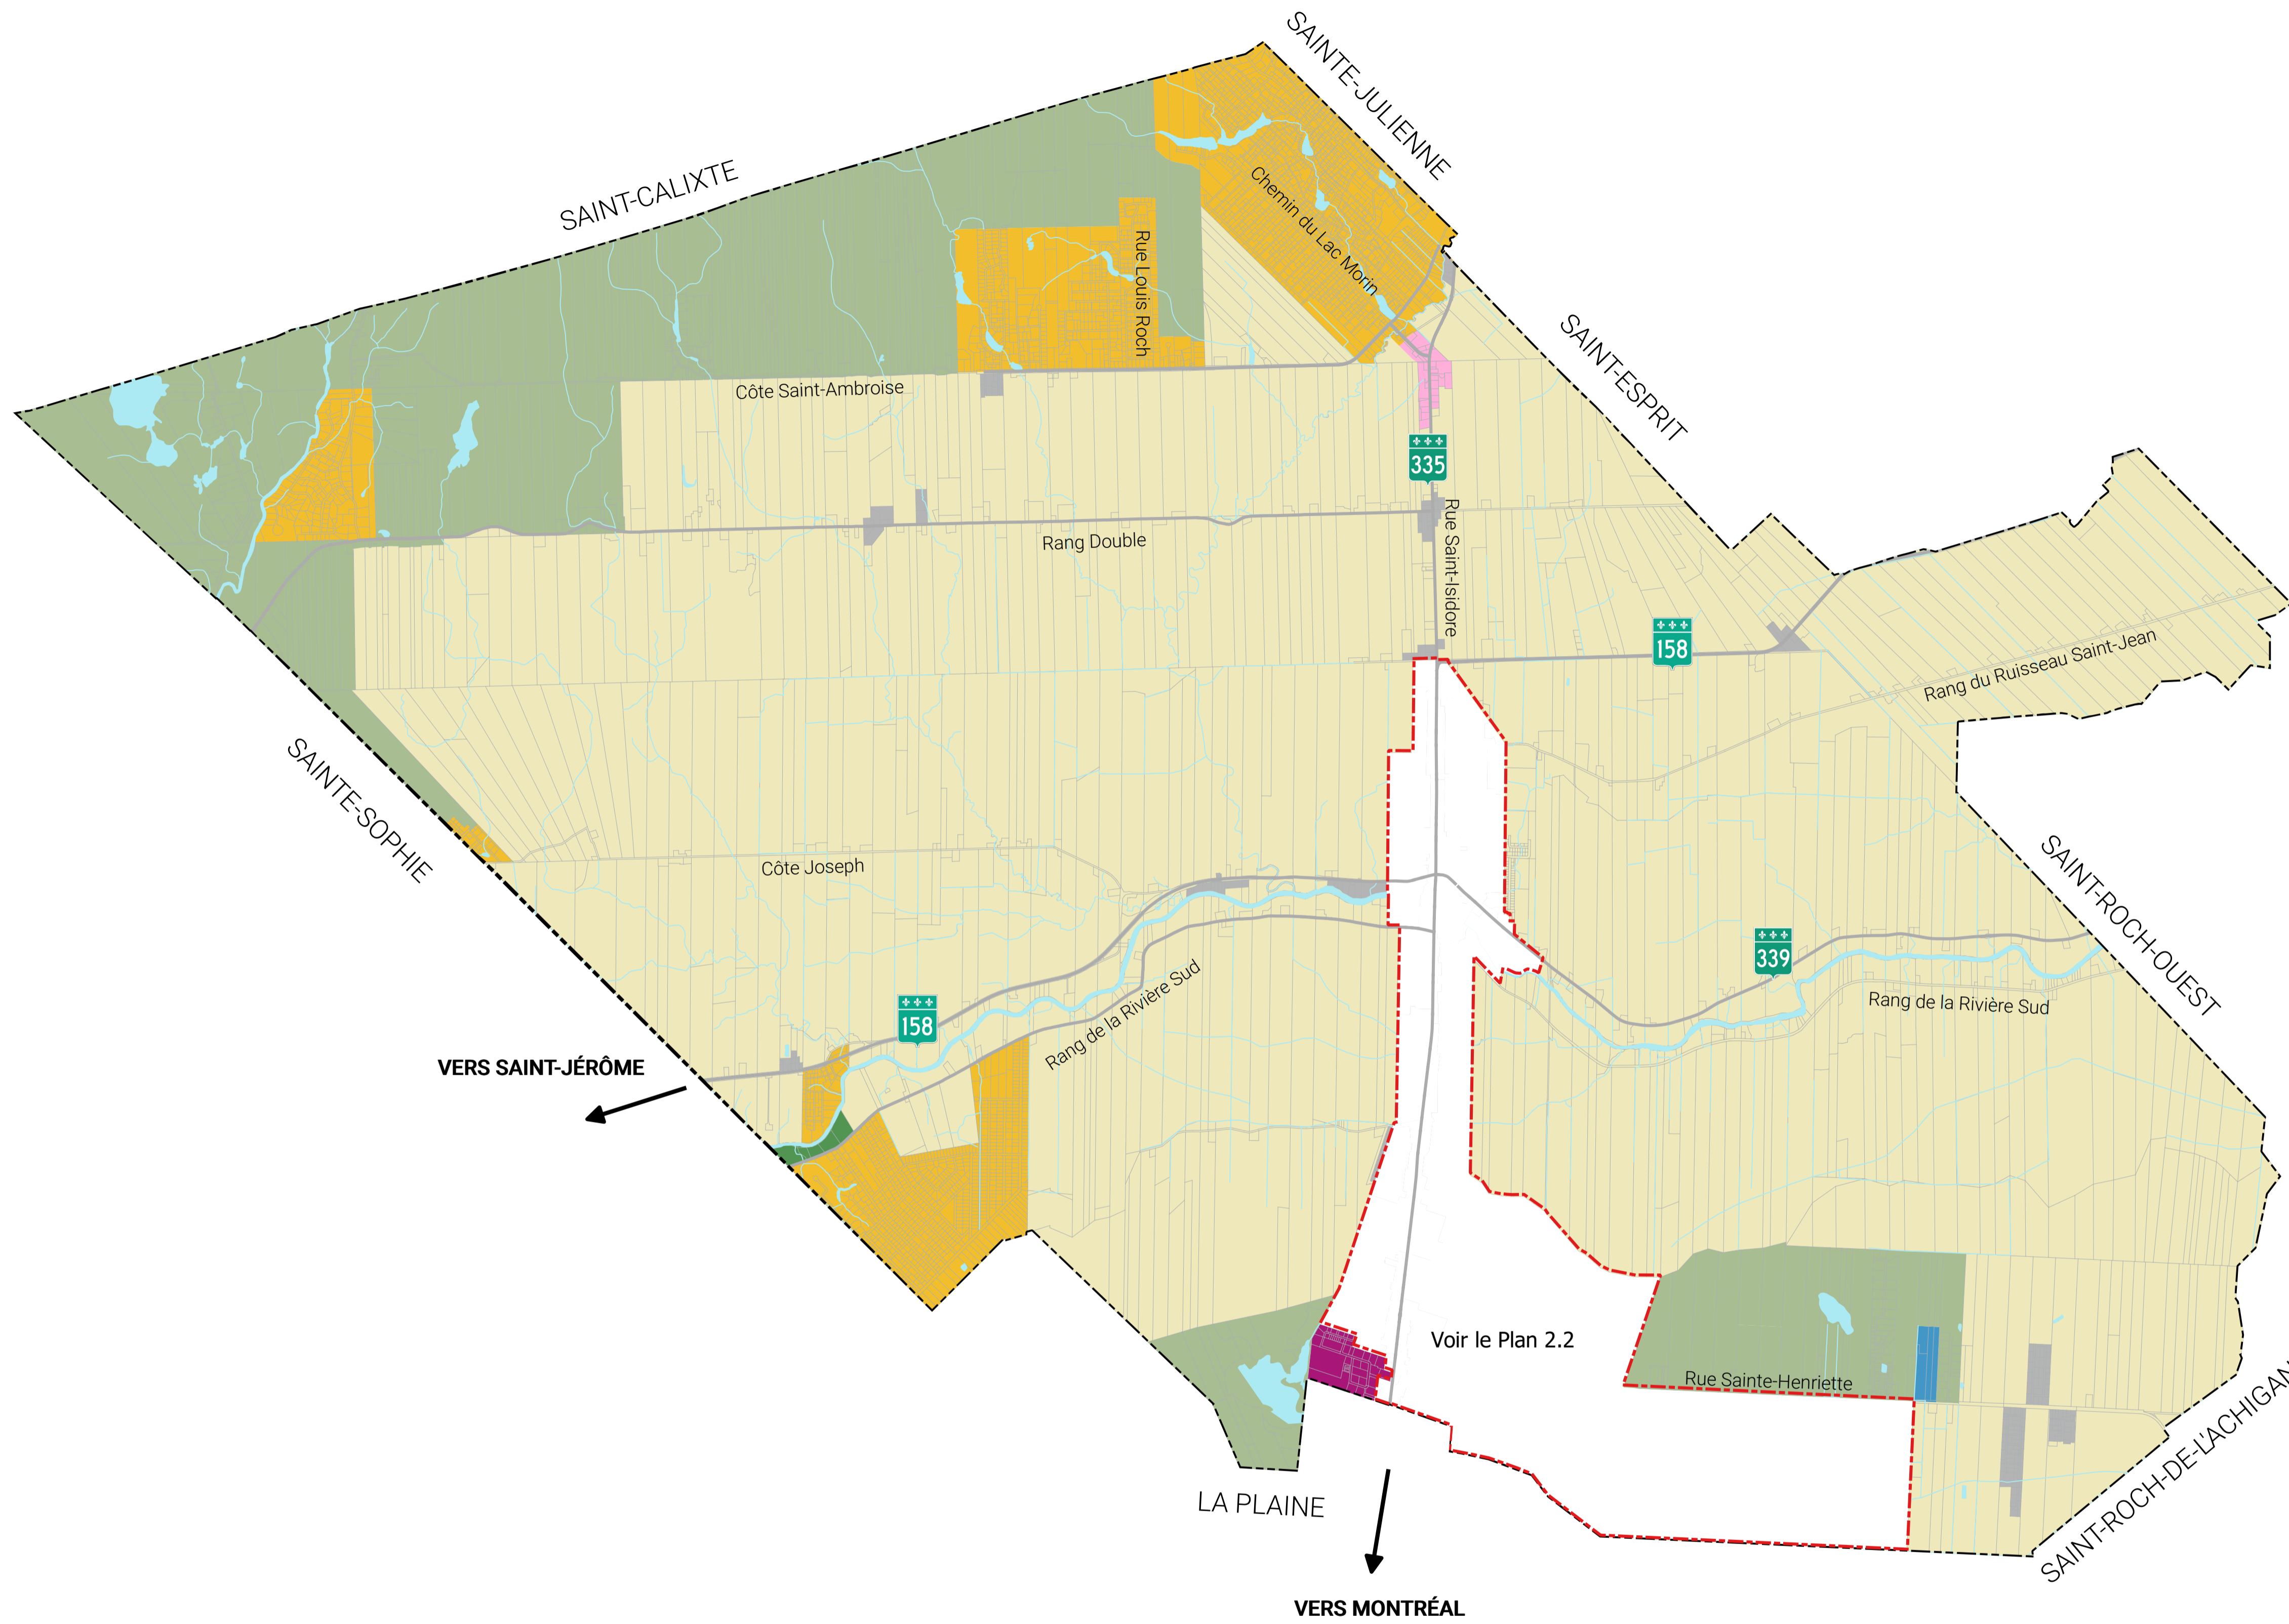 SAINTE-JULIENNE
SAINT-CALIXTE
Chemin du Lac Morin
Rue Louis Roch
SAINT-ESPRIT
Côte Saint-Ambroise
335
Rue Saint-Isidore
Rang Double
158
Rang du Ruisseau Saint-Jean
SAINTE-SOPHIE
Côte Joseph
SAINT-ROCH-OUEST
339
Rang de la Rivière Sud
Rang de la Rivière Sud
158
VERS SAINT-JÉRÔME
Voir le Plan 2.2
Rue Sainte-Henriette
SAINT-ROCH-DE-L'ACHIGAN
LA PLAINE
VERS MONTRÉAL